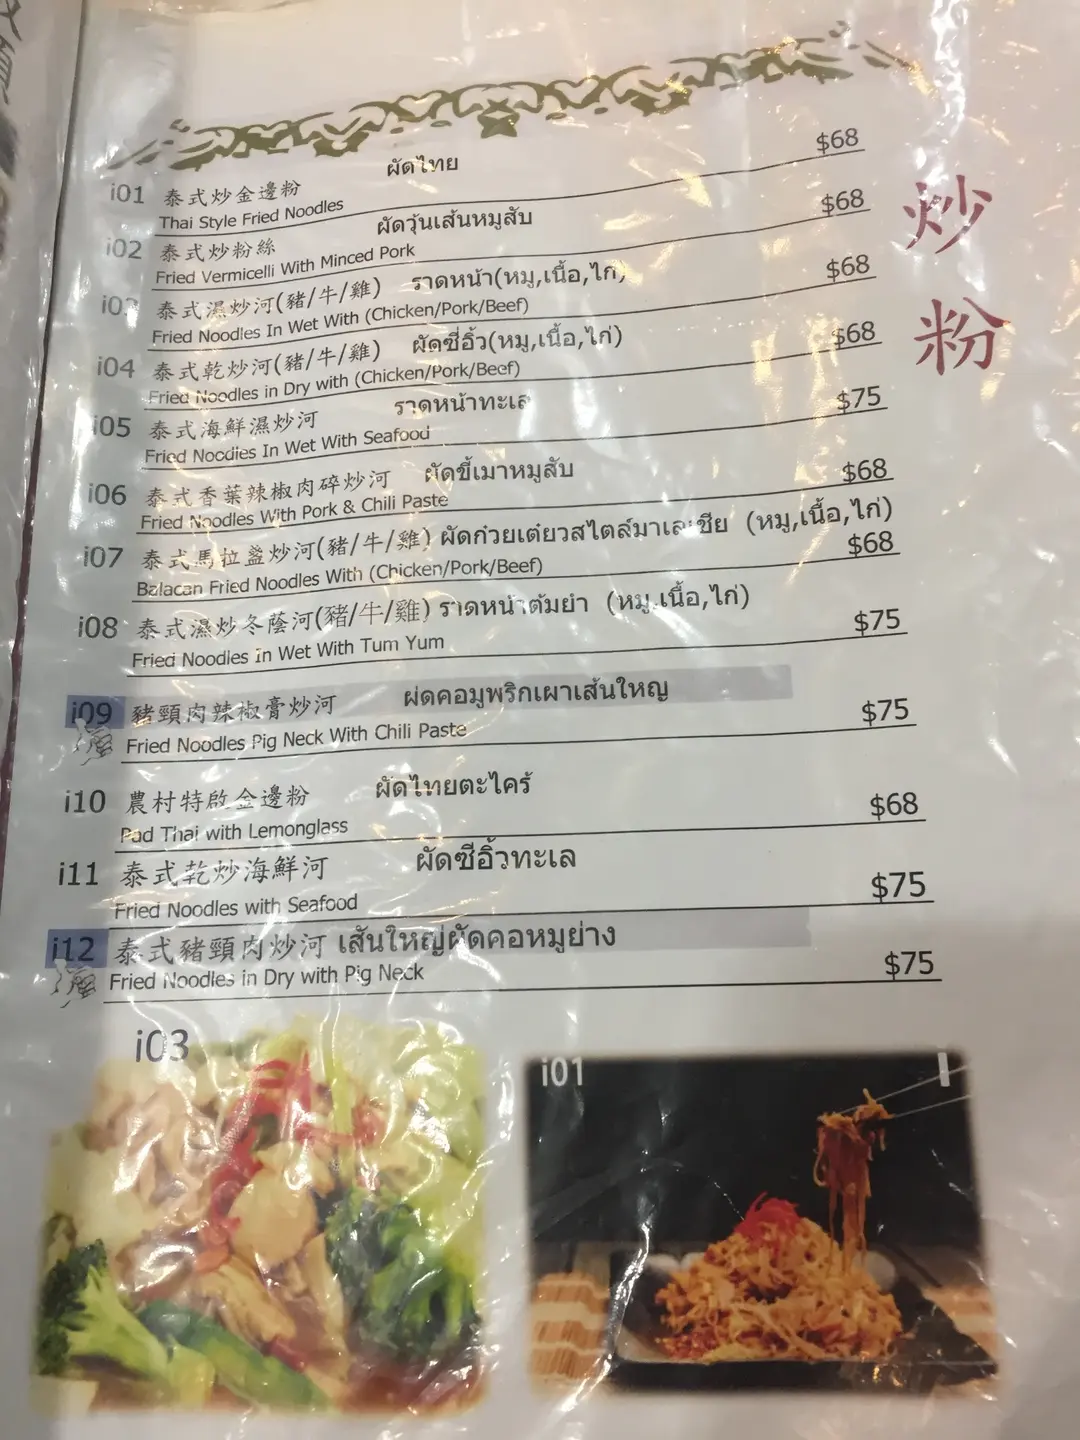 炒粉
ผัดไทย $68
i01 泰式炒金邊粉
Thai Style Fried Noodles
ผัดวุ้นเส้นหมูสับ $68
i02 泰式炒粉絲
Fried Vermicelli With Minced Pork
ราดหน้า(หมู,เนื้อ,ไก่) $68
i03 泰式濕炒河(豬/牛/雞)
Fried Noodles In Wet With (Chicken/Pork/Beef)
ผัดซี่อิ้ว(หมู,เนื้อ,ไก่) $68
i04 泰式乾炒河(豬/牛/雞)
Fried Noodles in Dry with (Chicken/Pork/Beef)
ราดหน้าทะเล $75
i05 泰式海鮮濕炒河
Fried Noodles In Wet With Seafood
ผัดขี้เมาหมูสับ $68
i06 泰式香葉辣椒肉碎炒河
Fried Noodles With Pork & Chili Paste
i07 泰式馬拉盞炒河(豬/牛/雞) ผัดก๋วยเต๋ียวสไตล์มาเลเซีย (หมู,เนื้อ,ไก่)
Balacan Fried Noodles With (Chicken/Pork/Beef) $68
i08 泰式濕炒冬蔭河(豬/牛/雞) ราดหน้าต้มยำ (หมู,เนื้อ,ไก่)
Fried Noodles In Wet With Tum Yum $75
i09 豬頸肉辣椒膏炒河 ผ่ดคอมูพริกเผาเส้นใหญ่
Fried Noodles Pig Neck With Chili Paste $75
i10 農村特啟金邊粉 ผัดไทยตะไคร้
Pad Thai with Lemonglass $68
i11 泰式乾炒海鮮河 ผัดซีอิ้วทะเล
Fried Noodles with Seafood $75
i12 泰式豬頸肉炒河 เส้นใหญ่ผัดคอหมูย่าง
Fried Noodles in Dry with Pig Neck $75
i03
i01